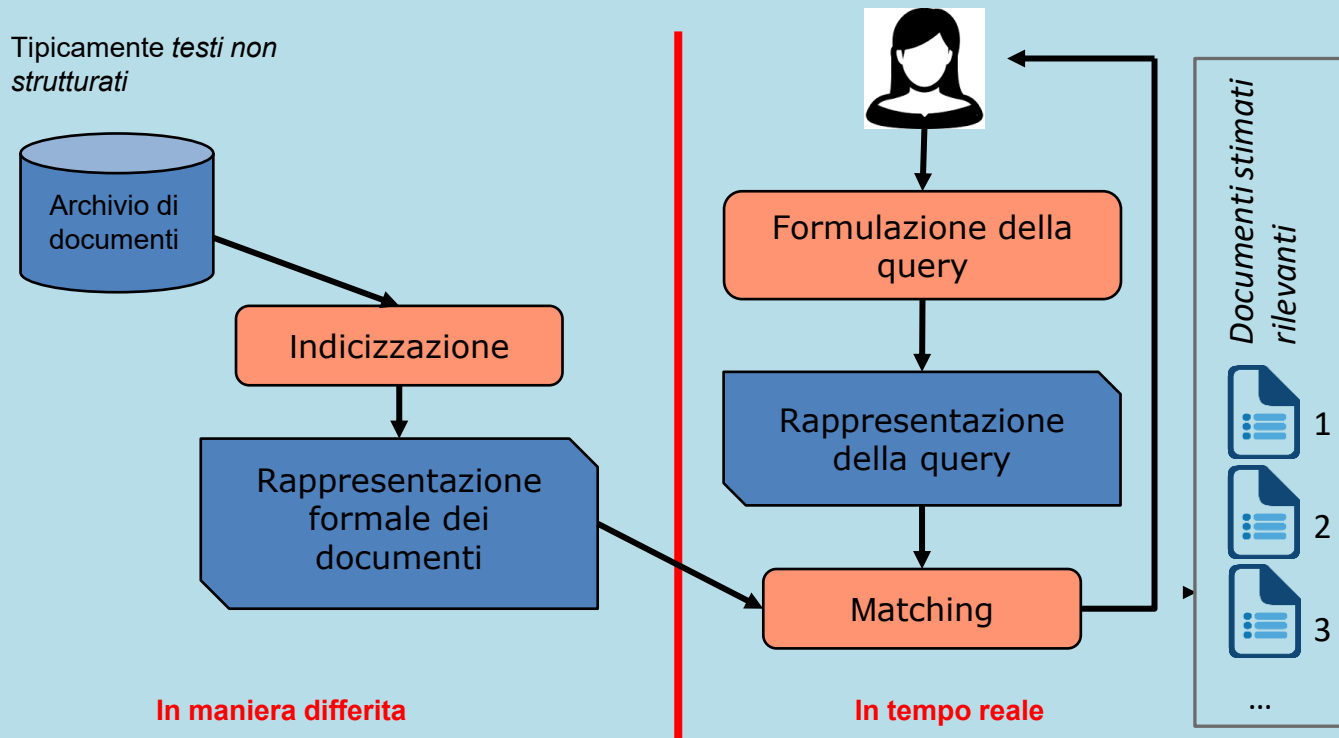 Tipicamente testi non
strutturati
Archivio di
documenti
Indicizzazione
Rappresentazione
formale dei
documenti
In maniera differita
Formulazione della
query
Rappresentazione
della query
Matching
In tempo reale
Documenti stimati
rilevanti
1
2
3
...